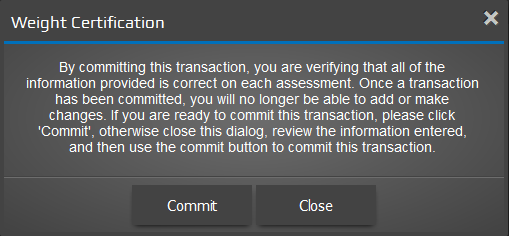 Weight Certification
By committing this transaction, you are verifying that all of the
information provided is correct on each assessment. Once a transaction
has been committed, you will no longer be able to add or make
changes. If you are ready to commit this transaction, please click
'Commit', otherwise close this dialog, review the information entered,
and then use the commit button to commit this transaction.
Commit Close